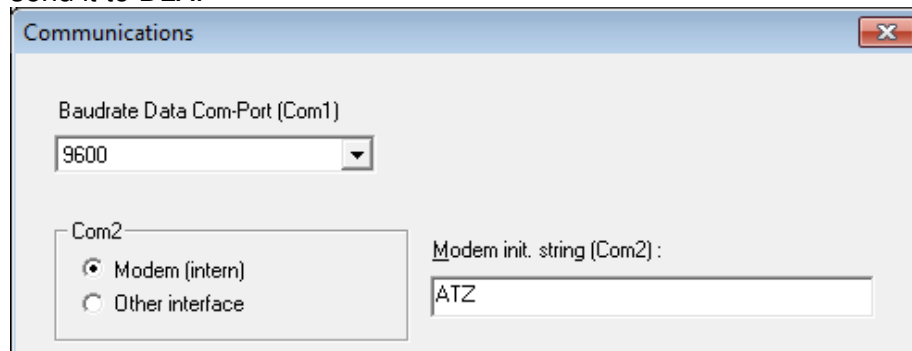 Communications
Baudrate Data Com-Port (Com1)
9600
Com2
Modem (intern)
Other interface
Modem init. string (Com2) :
ATZ